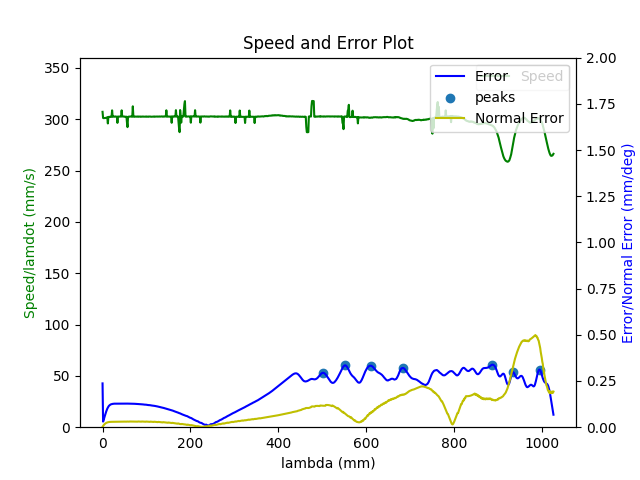 Speed and Error Plot
Speed/lamdot (mm/s)
350
300
250
200
150
100
50
0
Error
Speed
peaks
Normal Error
2.00
1.75
1.50
1.25
1.00
0.75
0.50
0.25
0.00
Error/Normal Error (mm/deg)
0
200
400
600
800
1000
lambda (mm)